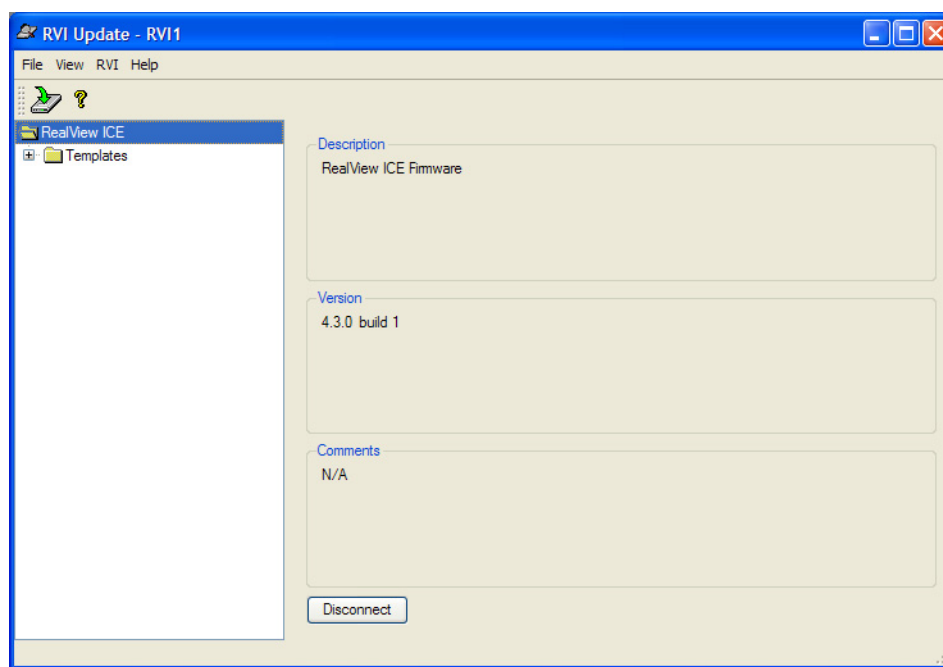 RVI Update - RVI1
File View RVI Help
RealView ICE
Templates
Description
RealView ICE Firmware
Version
4.3.0 build 1
Comments
N/A
Disconnect